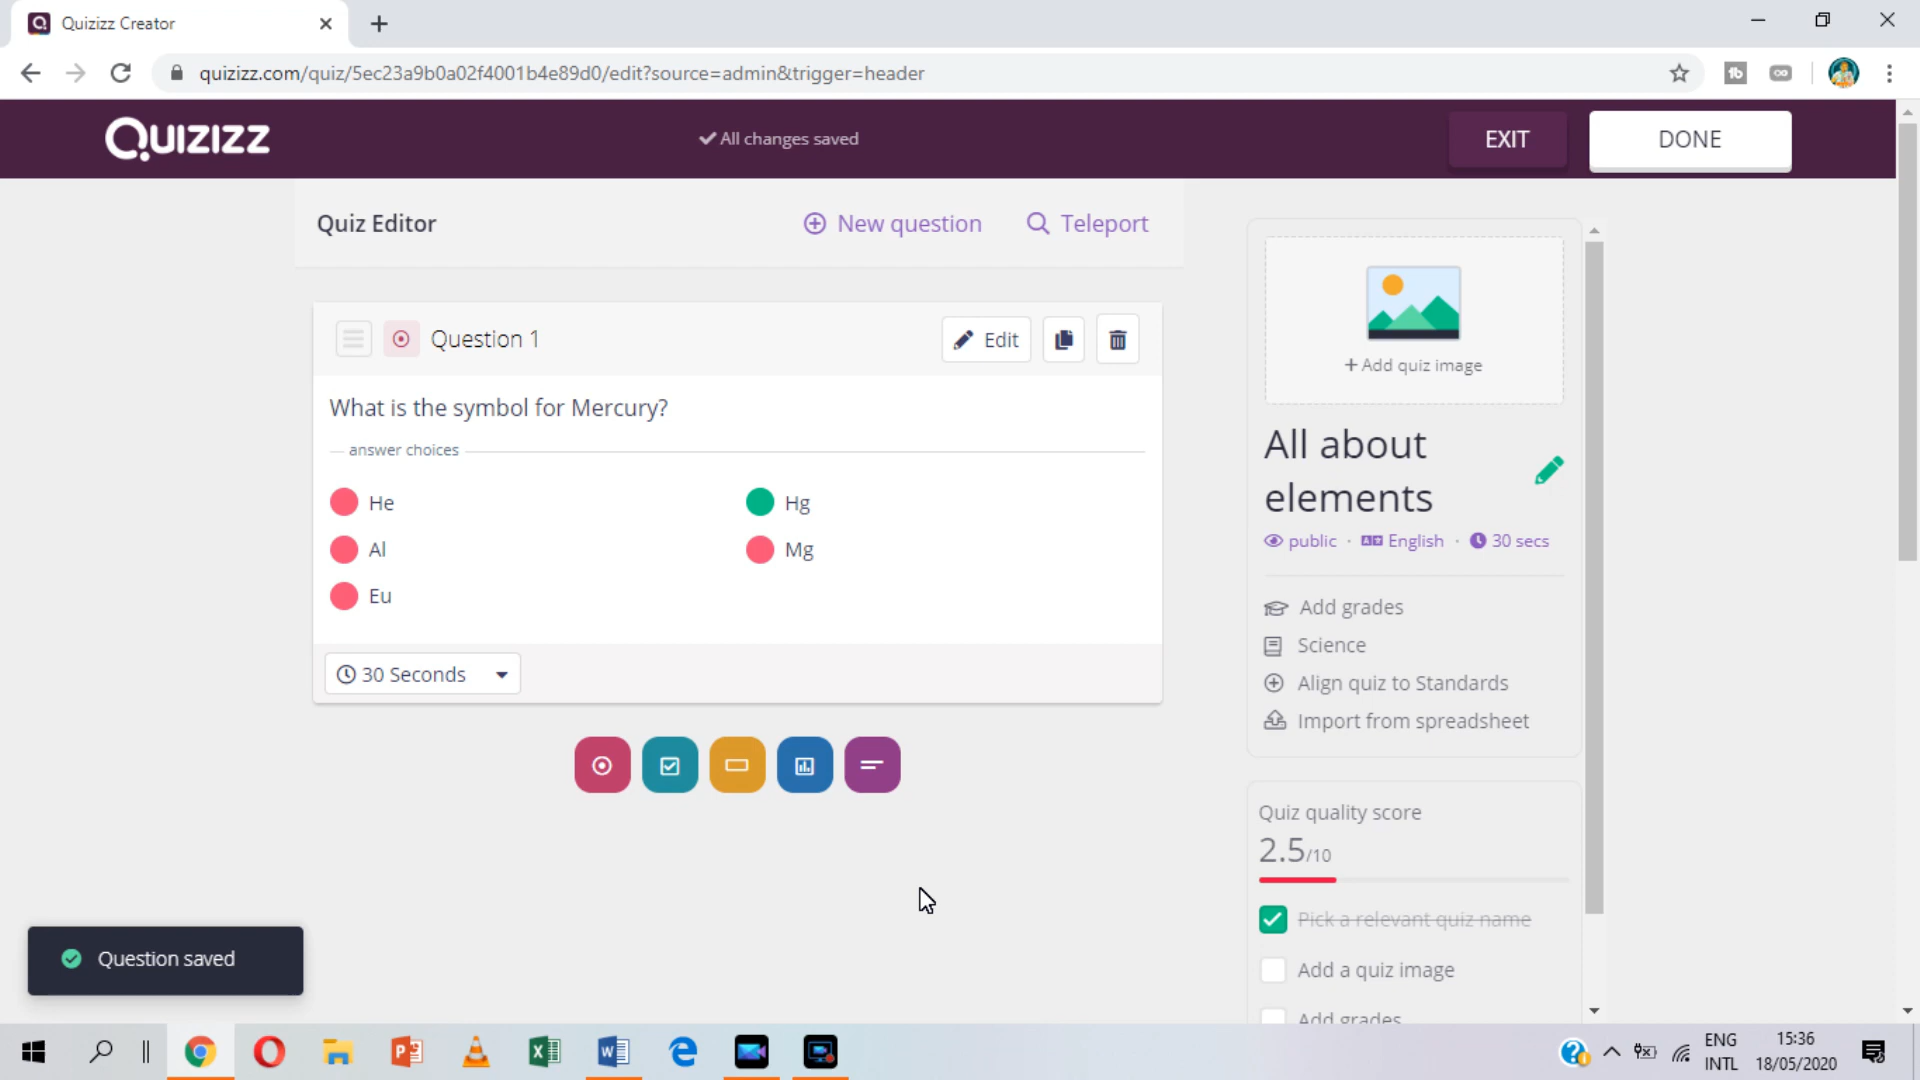 Quizizz Creator
quizizz.com/quiz/5ec23a9b0a02f4001b4e89d0/edit?source=admin&trigger=header
QUIZIZZ
All changes saved
EXIT
DONE
Quiz Editor
New question
Teleport
Question 1
Edit
What is the symbol for Mercury?
answer choices
He
Hg
Al
Mg
Eu
30 Seconds
+ Add quiz image
All about
elements
public · English · 30 secs
Add grades
Science
Align quiz to Standards
Import from spreadsheet
Quiz quality score
2.5/10
Pick a relevant quiz name
Add a quiz image
Add grades
Question saved
ENG
INTL
15:36
18/05/2020